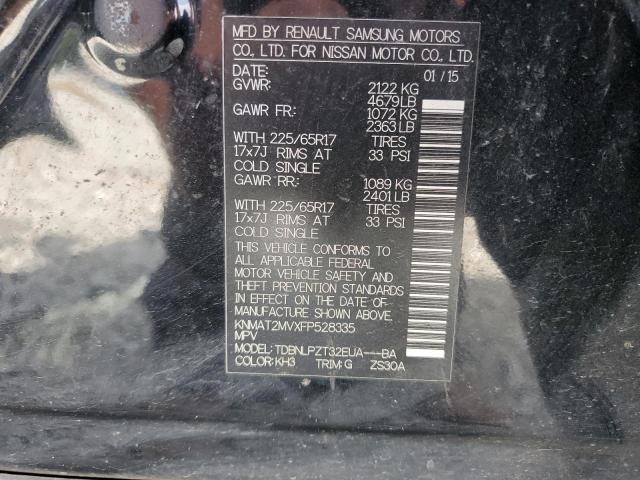 MFD BY RENAULT SAMSUNG MOTORS
CO., LTD. FOR NISSAN MOTOR CO., LTD.
DATE: 01/15
GVWR: 2122 KG
4679LB
GAWR FR: 1072 KG
2363LB
WITH 225/65R17 TIRES
17x7J RIMS AT 33 PSI
COLD SINGLE
GAWR RR: 1089 KG
2401LB
WITH 225/65R17 TIRES
17x7J RIMS AT 33 PSI
COLD SINGLE
THIS VEHICLE CONFORMS TO
ALL APPLICABLE FEDERAL
MOTOR VEHICLE SAFETY AND
THEFT PREVENTION STANDARDS
IN EFFECT ON THE DATE OF
MANUFACTURE SHOWN ABOVE.
KNMAT2MVXFP528335
MPV
MODEL: TDBNLPZT32EUA---BA
COLOR:KH3 TRIM:G ZS30A